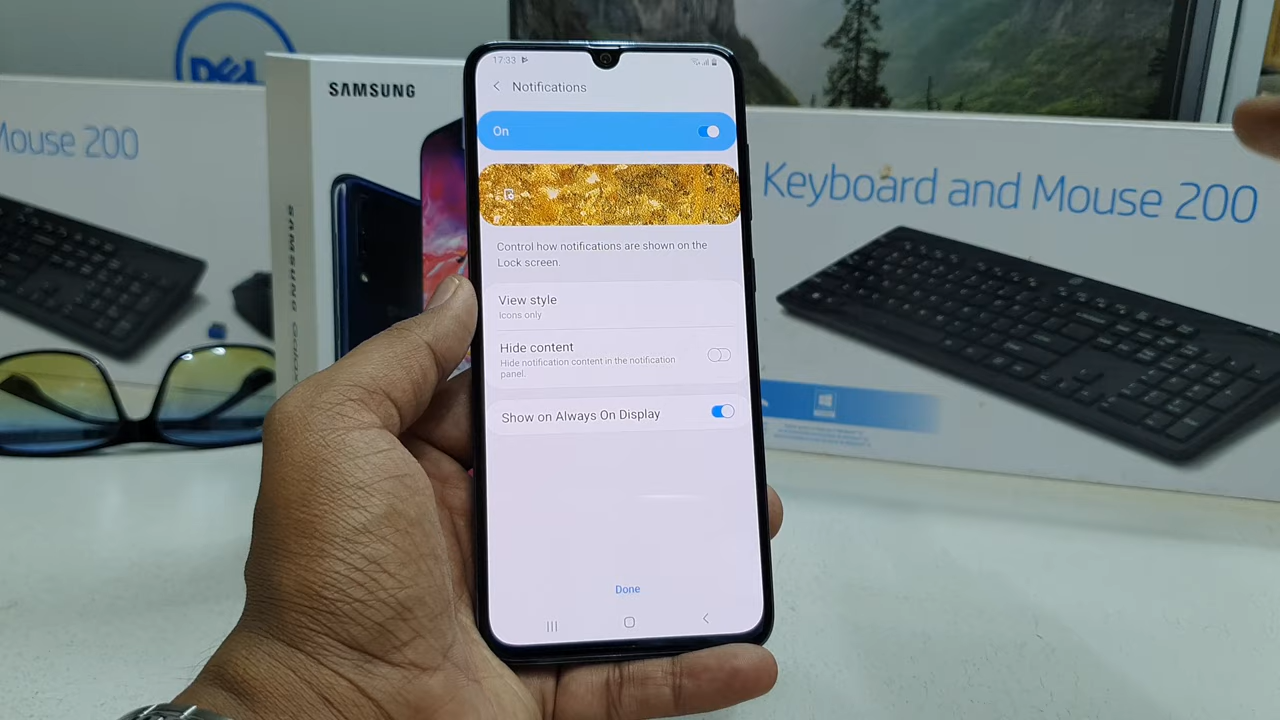 DELL
Mouse 200
SAMSUNG
SAMSUNG
17:33
Notifications
On
Control how notifications are shown on the
Lock screen.
View style
Icons only
Hide content
Hide notification content in the notification
panel.
Show on Always On Display
Done
Keyboard and Mouse 200